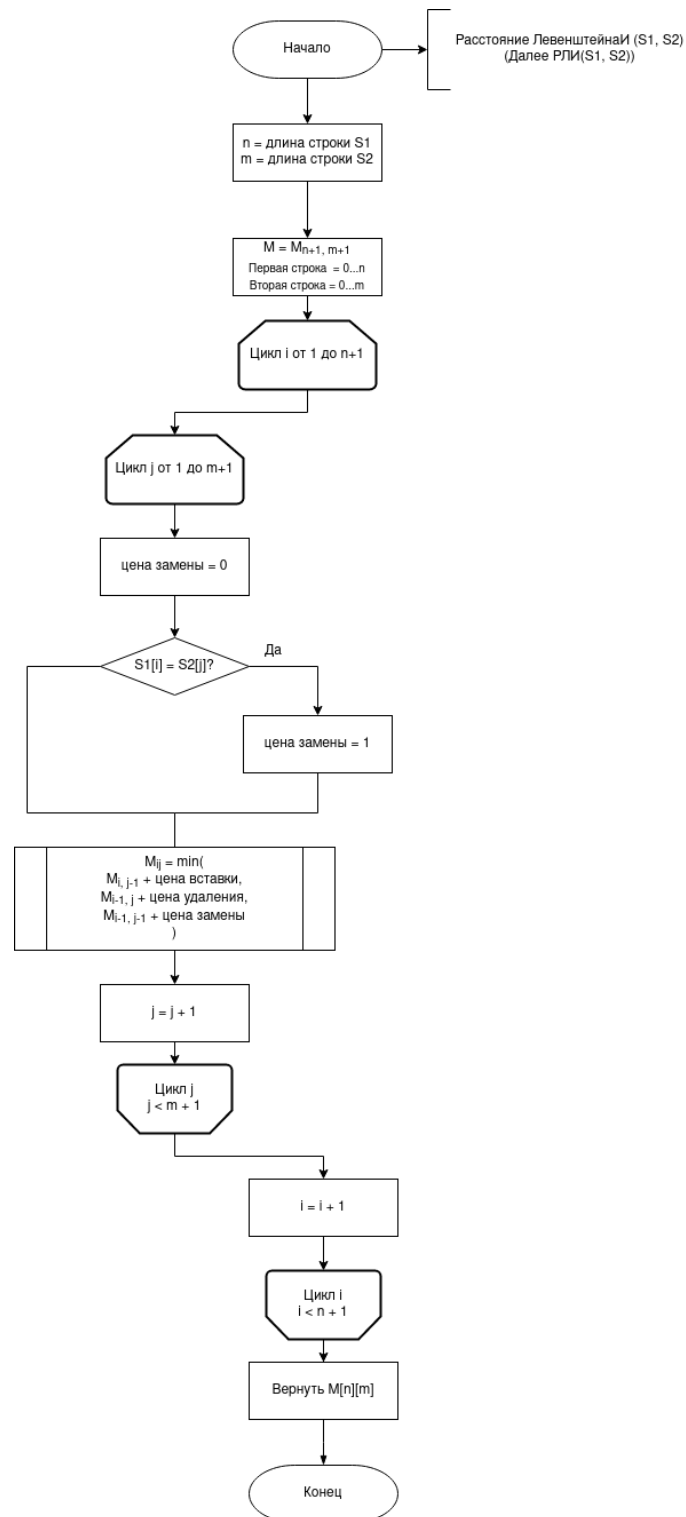 Начало
Расстояние ЛевенштейнаИ (S1, S2)
(Далее РЛИ(S1, S2))
n = длина строки S1
m = длина строки S2
M = Mn+1, m+1
Первая строка = 0...n
Вторая строка = 0...m
Цикл i от 1 до n+1
Цикл j от 1 до m+1
цена замены = 0
S1[i] = S2[j]?
Да
цена замены = 1
Mij = min(
Mi, j-1 + цена вставки,
Mi-1, j + цена удаления,
Mi-1, j-1 + цена замены
)
j = j + 1
Цикл j
j < m + 1
i = i + 1
Цикл i
i < n + 1
Вернуть M[n][m]
Конец